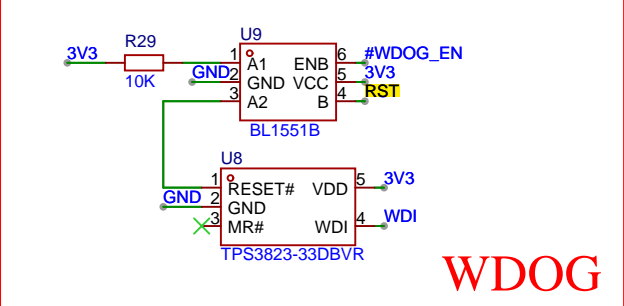 U9
R29
3V3
10K
1 A1 ENB 6 #WDOG_EN
GND 2 GND VCC 5 3V3
3 A2 B 4 RST
BL1551B
U8
1 RESET# VDD 5 3V3
GND 2 GND
3 MR# WDI 4 WDI
TPS3823-33DBVR
WDOG